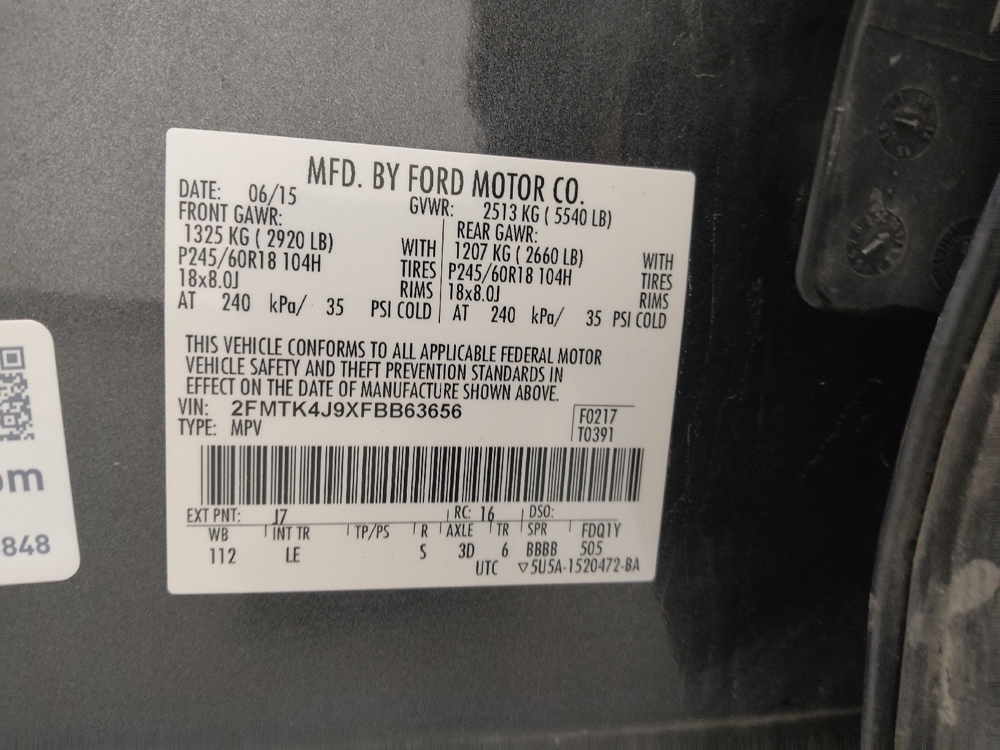 MFD. BY FORD MOTOR CO.
DATE: 06/15 GVWR: 2513 KG ( 5540 LB)
FRONT GAWR: REAR GAWR:
1325 KG ( 2920 LB) WITH 1207 KG ( 2660 LB) WITH
P245/60R18 104H TIRES P245/60R18 104H TIRES
18x8.0J RIMS 18x8.0J RIMS
AT 240 kPa/ 35 PSI COLD AT 240 kPa/ 35 PSI COLD
THIS VEHICLE CONFORMS TO ALL APPLICABLE FEDERAL MOTOR
VEHICLE SAFETY AND THEFT PREVENTION STANDARDS IN
EFFECT ON THE DATE OF MANUFACTURE SHOWN ABOVE.
VIN: 2FMTK4J9XFBB63656 F0217
TYPE: MPV T0391
EXT PNT: J7 RC: 16 DSO:
WB INT TR TP/PS R AXLE TR SPR FDQ1Y
112 LE S 3D 6 BBBB 505
UTC ▽5U5A-1520472-BA
om
848